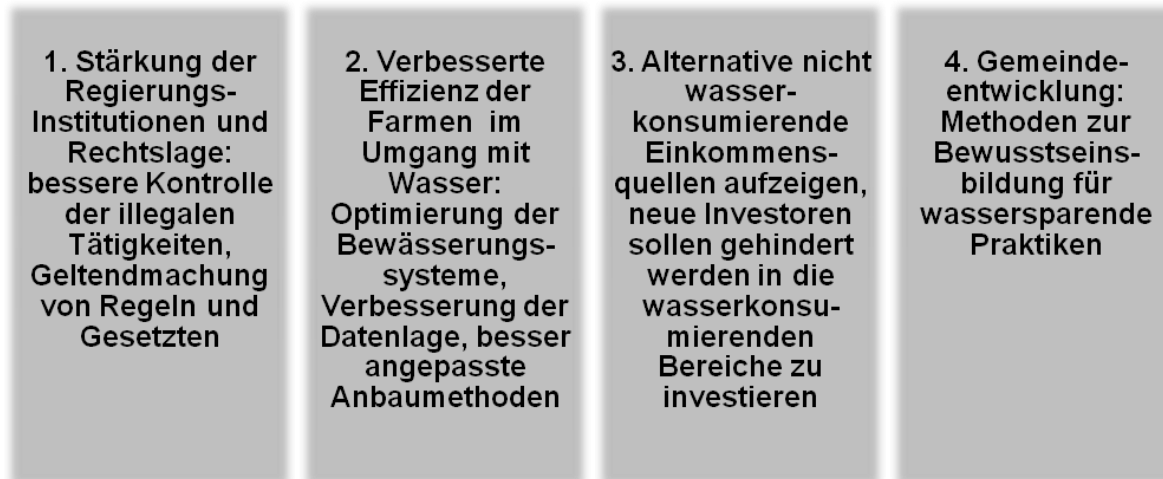 1. Stärkung der
Regierungs-
Institutionen und
Rechtslage:
bessere Kontrolle
der illegalen
Tätigkeiten,
Geltendmachung
von Regeln und
Gesetzten
2. Verbesserte
Effizienz der
Farmen im
Umgang mit
Wasser:
Optimierung der
Bewässerungs-
systeme,
Verbesserung der
Datenlage, besser
angepasste
Anbaumethoden
3. Alternative nicht
wasser-
konsumierende
Einkommens-
quellen aufzeigen,
neue Investoren
sollen gehindert
werden in die
wasserkonsu-
mierenden
Bereiche zu
investieren
4. Gemeinde-
entwicklung:
Methoden zur
Bewusstseins-
bildung für
wassersparende
Praktiken